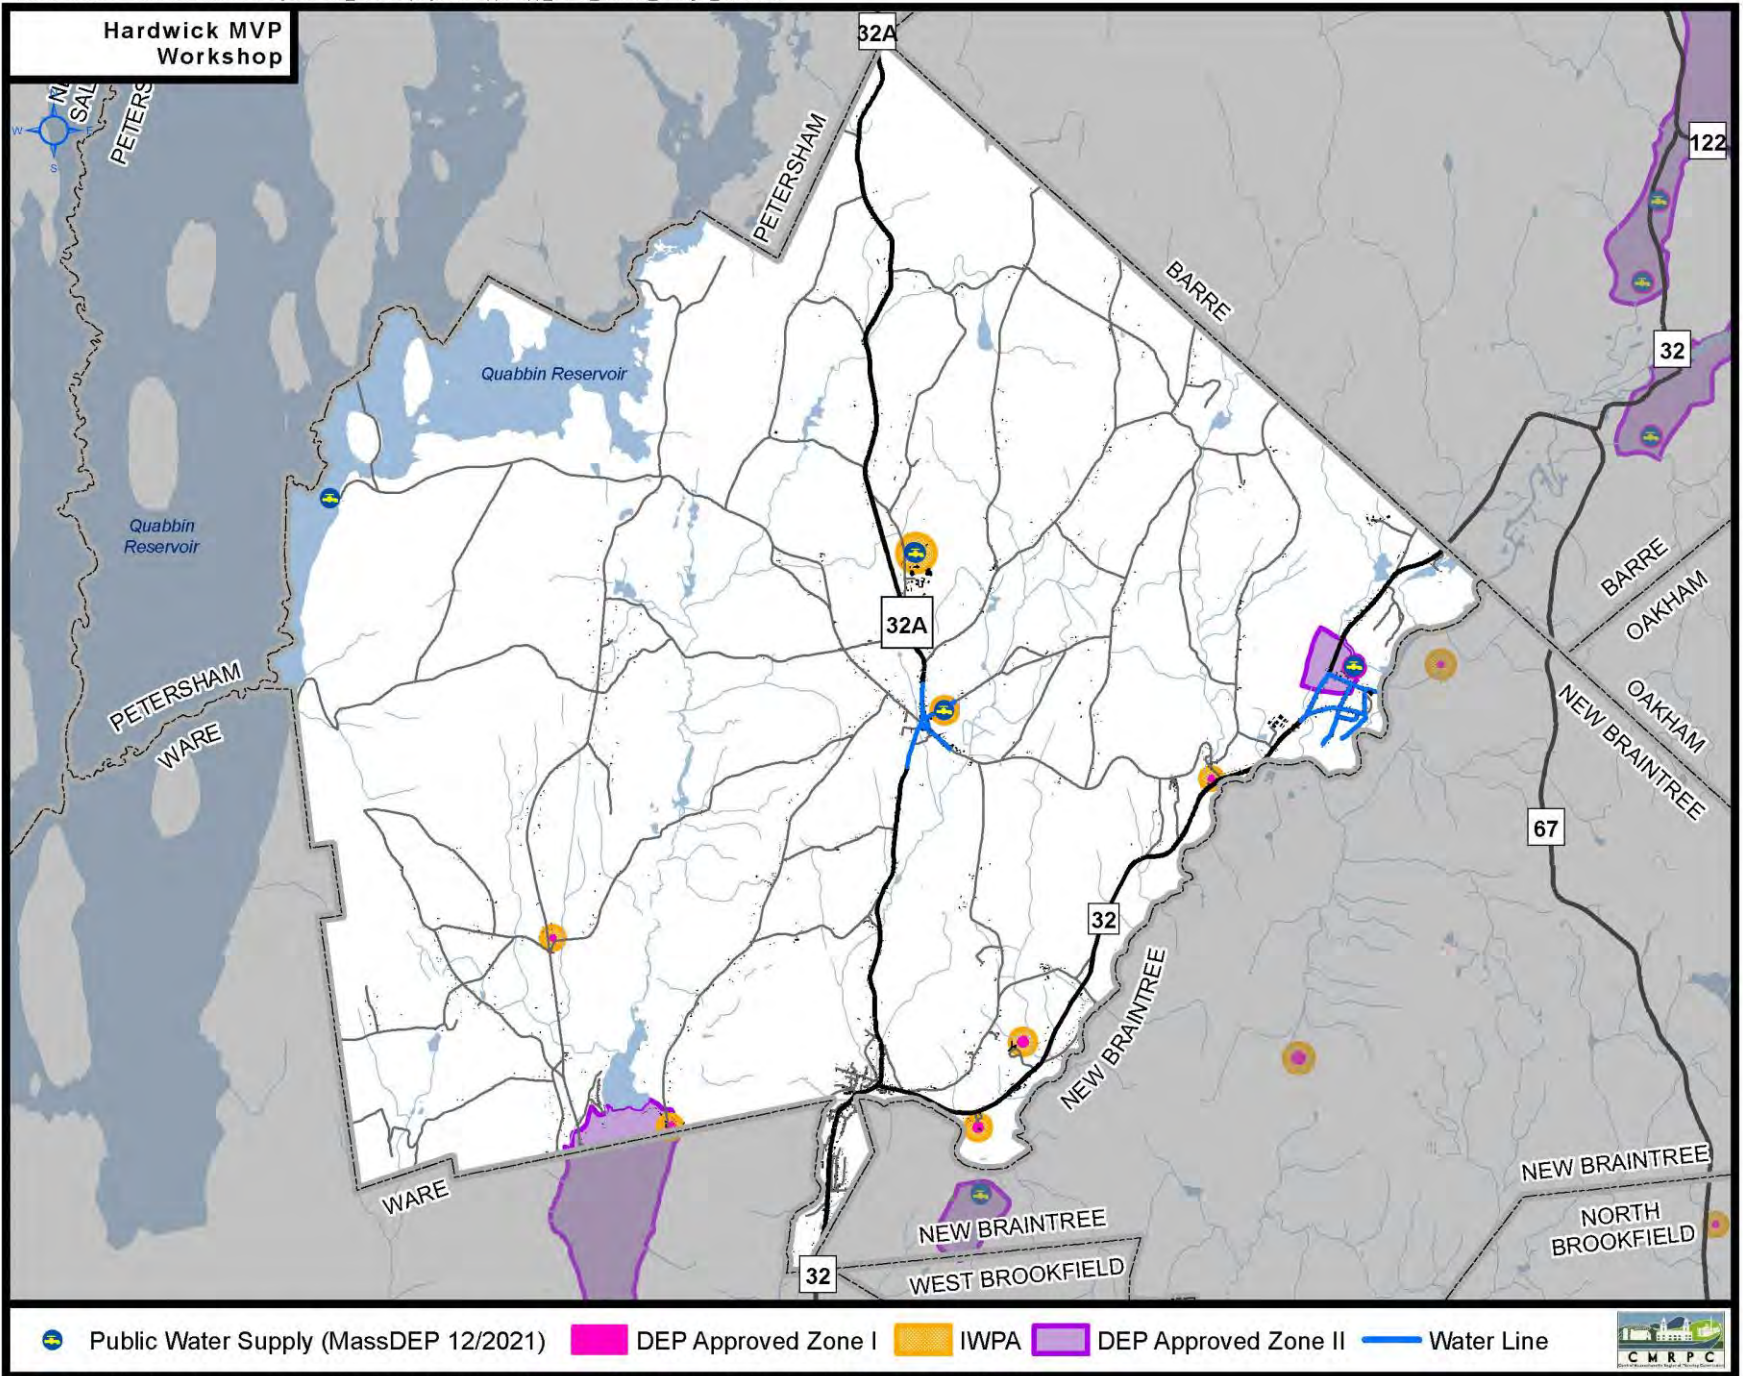 Hardwick MVP
Workshop
32A
N
SAL
PETERS
W
E
S
PETERSHAM
122
BARRE
32
Quabbin Reservoir
Quabbin
Reservoir
32A
BARRE
OAKHAM
PETERSHAM
WARE
OAKHAM
NEW BRAINTREE
67
32
NEW BRAINTREE
WARE
NEW BRAINTREE
WEST BROOKFIELD
32
NEW BRAINTREE
NORTH
BROOKFIELD
Public Water Supply (MassDEP 12/2021)
DEP Approved Zone I
IWPA
DEP Approved Zone II
Water Line
CMRPC